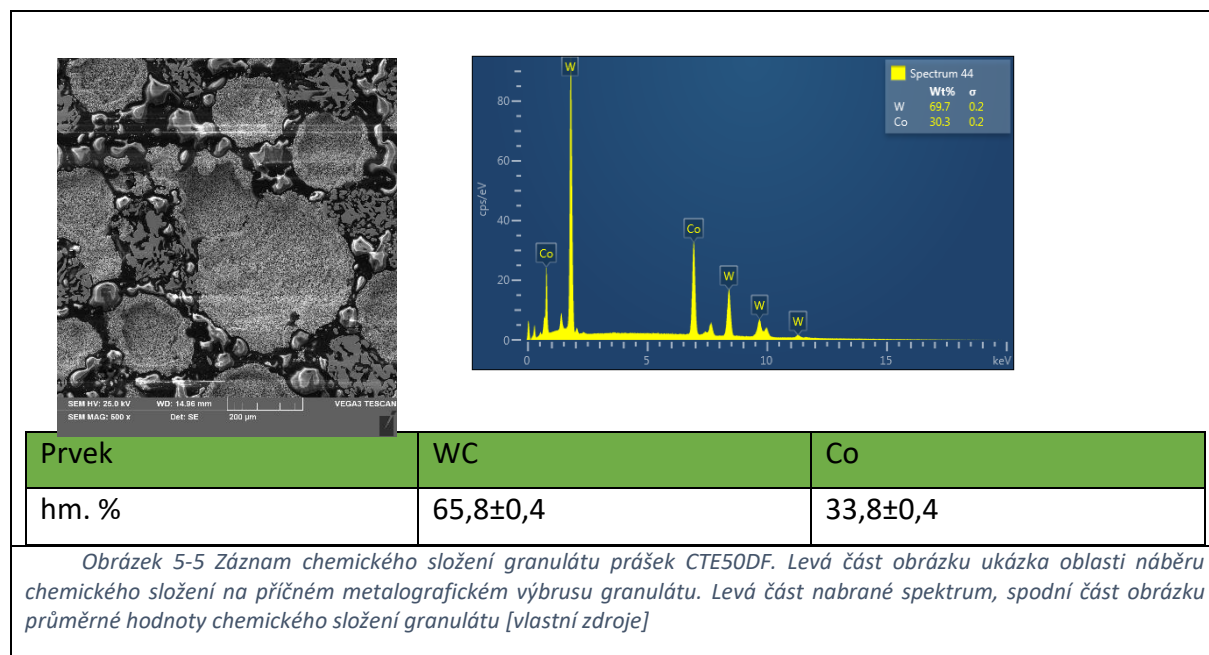 SEM HV: 25.0 kV WD: 14.96 mm VEGA3 TESCAN
SEM MAG: 500 x Det: SE 200 µm
Spectrum 44
Wt% σ
W 69.7 0.2
Co 30.3 0.2
W
Co
Co
W
W
W
cps/eV
80
60
40
20
0
0 5 10 15 keV
Prvek WC Co
hm. % 65,8±0,4 33,8±0,4
Obrázek 5-5 Záznam chemického složení granulátu prášek CTE50DF. Levá část obrázku ukázka oblasti náběru
chemického složení na příčném metalografickém výbrusu granulátu. Levá část nabrané spektrum, spodní část obrázku
průměrné hodnoty chemického složení granulátu [vlastní zdroje]